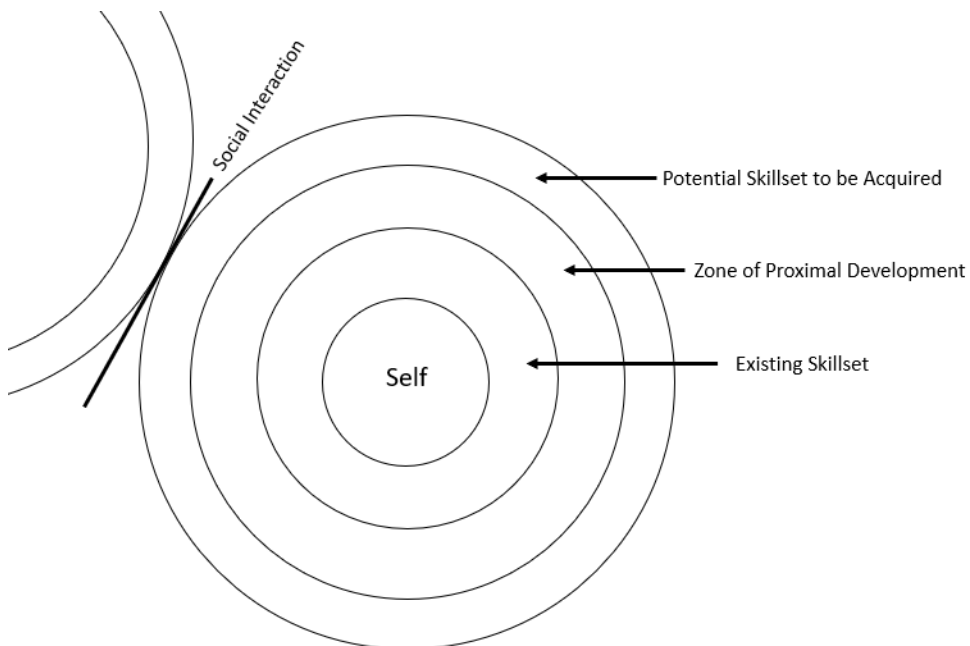 Social Interaction
Potential Skillset to be Acquired
Zone of Proximal Development
Existing Skillset
Self